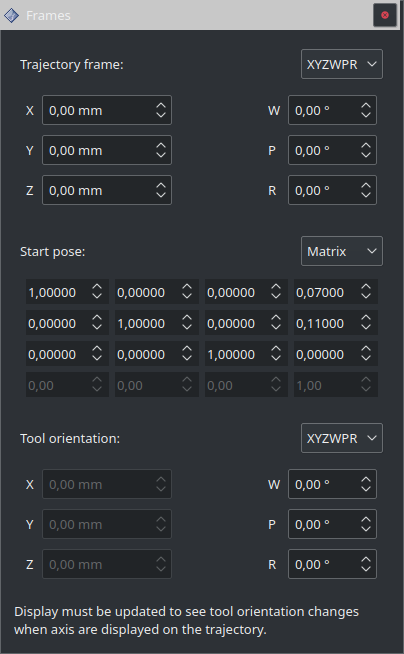 Frames
Trajectory frame: XYZWPR
X 0,00 mm W 0,00 °
Y 0,00 mm P 0,00 °
Z 0,00 mm R 0,00 °
Start pose: Matrix
1,00000 0,00000 0,00000 0,07000
0,00000 1,00000 0,00000 0,11000
0,00000 0,00000 1,00000 0,00000
0,00 0,00 0,00 1,00
Tool orientation: XYZWPR
X 0,00 mm W 0,00 °
Y 0,00 mm P 0,00 °
Z 0,00 mm R 0,00 °
Display must be updated to see tool orientation changes
when axis are displayed on the trajectory.